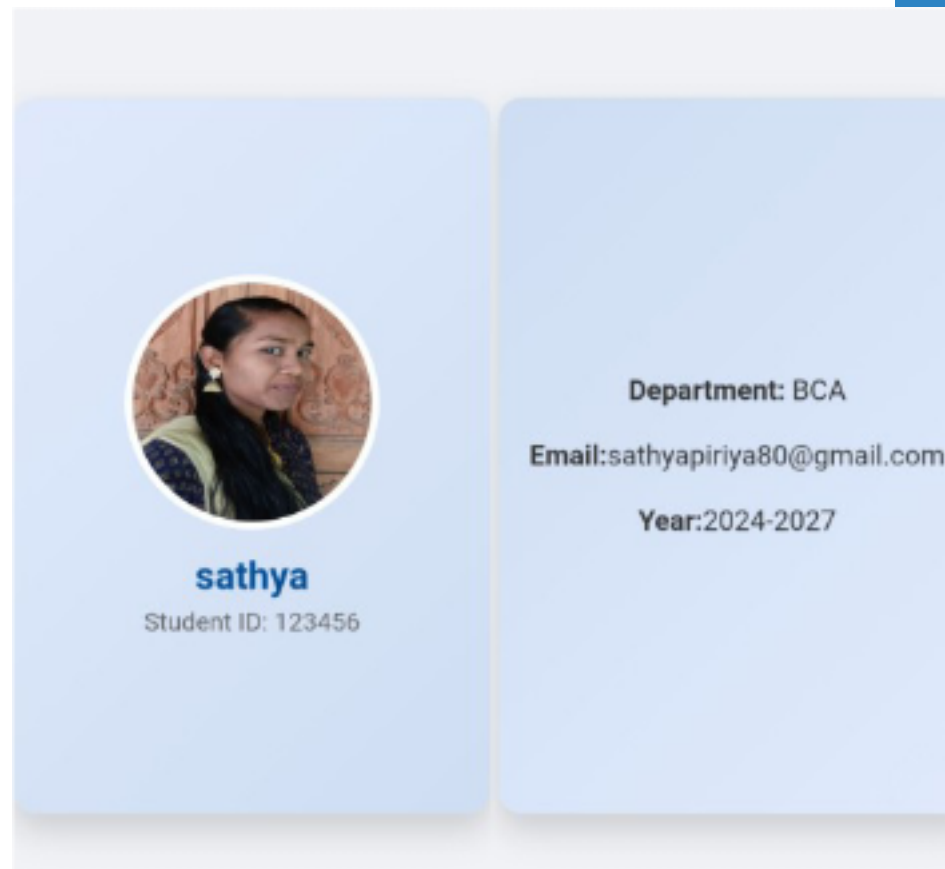 sathya
Student ID: 123456
Department: BCA
Email:sathyapiriya80@gmail.com
Year:2024-2027